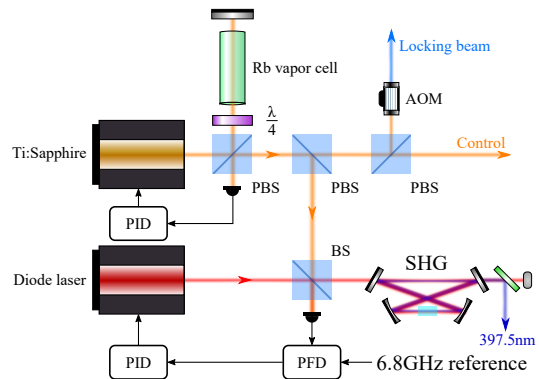 Locking beam
Rb vapor cell
AOM
λ
4
Ti:Sapphire
Control
PBS
PBS
PBS
PID
BS
SHG
Diode laser
397.5nm
PID
PFD
6.8GHz reference